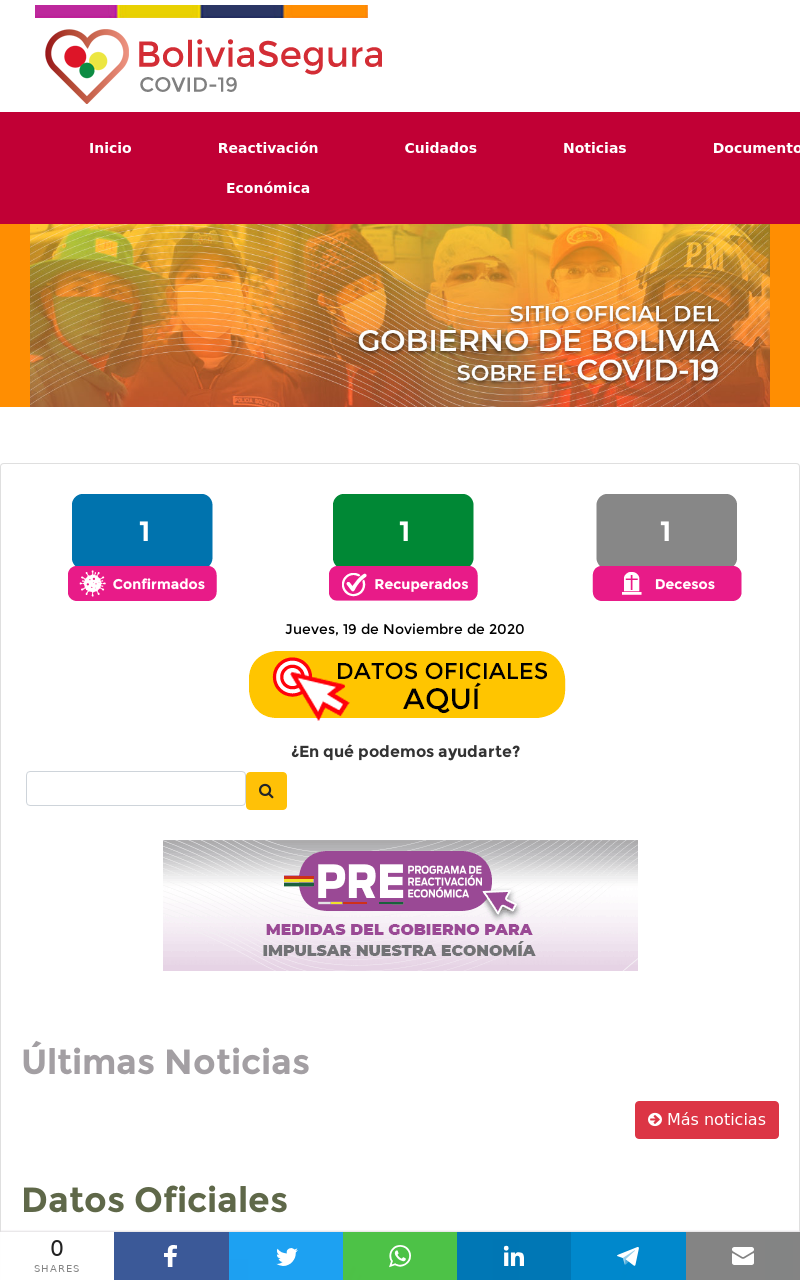 BoliviaSegura
COVID-19
Inicio
Reactivación
Económica
Cuidados
Noticias
Documento
PM
SITIO OFICIAL DEL
GOBIERNO DE BOLIVIA
SOBRE EL COVID-19
1
Confirmados
1
Recuperados
1
Decesos
Jueves, 19 de Noviembre de 2020
DATOS OFICIALES
AQUÍ
¿En qué podemos ayudarte?
PRE PROGRAMA DE
REACTIVACIÓN
ECONÓMICA
MEDIDAS DEL GOBIERNO PARA
IMPULSAR NUESTRA ECONOMÍA
Últimas Noticias
Más noticias
Datos Oficiales
0
SHARES